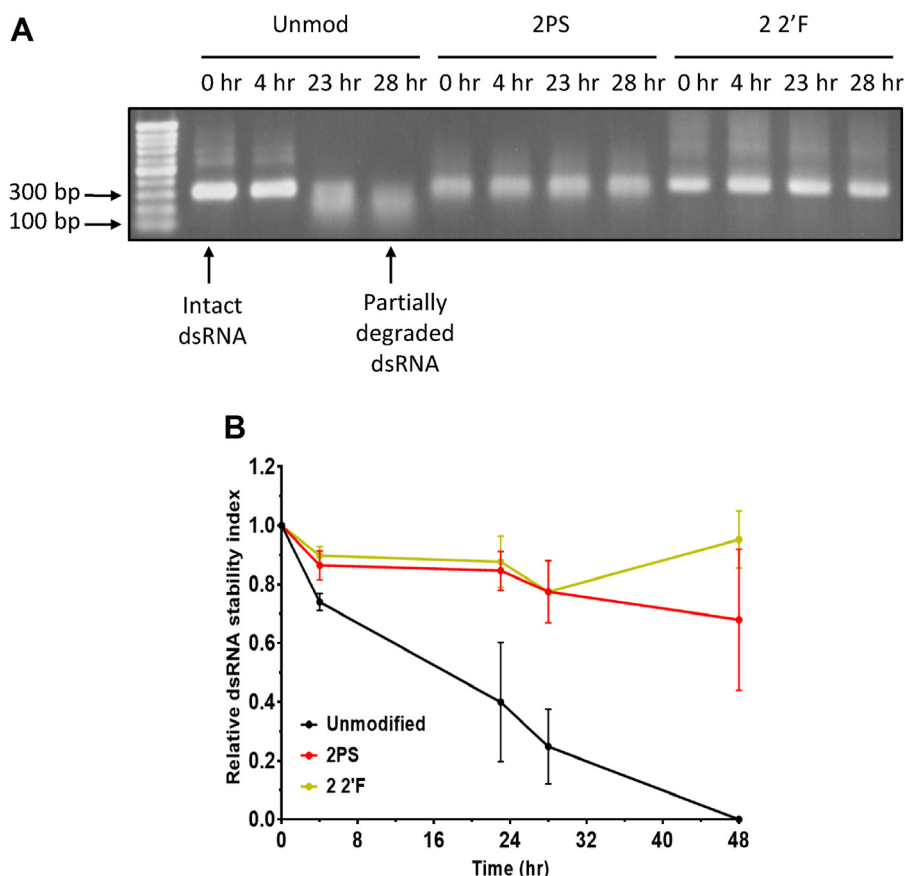 A
Unmod 2PS 2 2’F
0 hr 4 hr 23 hr 28 hr 0 hr 4 hr 23 hr 28 hr 0 hr 4 hr 23 hr 28 hr
300 bp
100 bp
Intact
dsRNA
Partially
degraded
dsRNA
B
Relative dsRNA stability index
1.2
1.0
0.8
0.6
0.4
0.2
0.0
Unmodified
2PS
2 2'F
0 8 16 24 32 40 48
Time (hr)